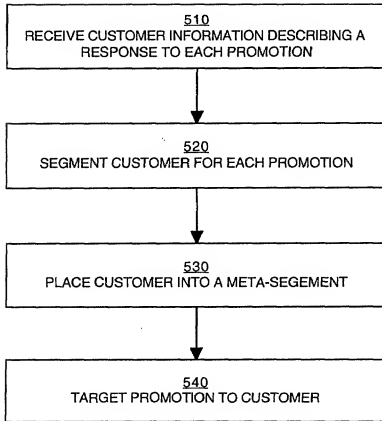 510
RECEIVE CUSTOMER INFORMATION DESCRIBING A
RESPONSE TO EACH PROMOTION
520
SEGMENT CUSTOMER FOR EACH PROMOTION
530
PLACE CUSTOMER INTO A META-SEGEMENT
540
TARGET PROMOTION TO CUSTOMER